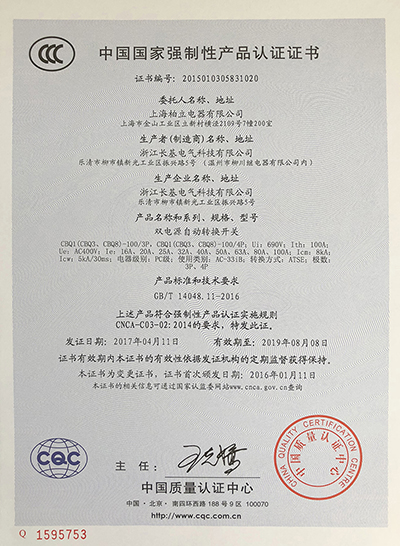 中国国家强制性产品认证证书
证书编号: 2015010305831020
委托人名称、地址
上海柏立电器有限公司
上海市金山工业区立新村横泾2109号7幢200室
生产者(制造商)名称、地址
浙江长基电气科技有限公司
乐清市柳市镇新光工业区振兴路5号 (温州市柳川继电器有限公司内)
生产企业名称、地址
浙江长基电气科技有限公司
乐清市柳市镇新光工业区振兴路5号
产品名称和系列、规格、型号
双电源自动转换开关
CBQ1(CBQ3、CBQ8)-100/3P, CBQ1(CBQ3、CBQ8)-100/4P; Ui: 690V; Ith: 100A;
Ue: AC400V; Ie: 16A、20A、25A、32A、40A、50A、63A、80A、100A; Icm: 8kA;
Icw: 5kA/30ms; 电器级别: PC级; 使用类别: AC-33iB; 转换方式: ATSE; 极数:
3P、4P
产品标准和技术要求
GB/T 14048.11-2016
上述产品符合强制性产品认证实施规则
CNCA-C03-02:2014的要求，特发此证。
发证日期: 2017年04月11日 有效期至: 2019年08月08日
证书有效期内本证书的有效性依据发证机构的定期监督获得保持。
本证书为变更证书，证书首次颁发日期: 2016年01月11日
本证书的相关信息可通过国家认监委网站www.cnca.gov.cn查询
CQC
主任:
CHINA QUALITY CERTIFICATION CENTRE
中国质量认证中心
中国质量认证中心
中国·北京·南四环西路188号9区 100070
http://www.cqc.com.cn
Q 1595753